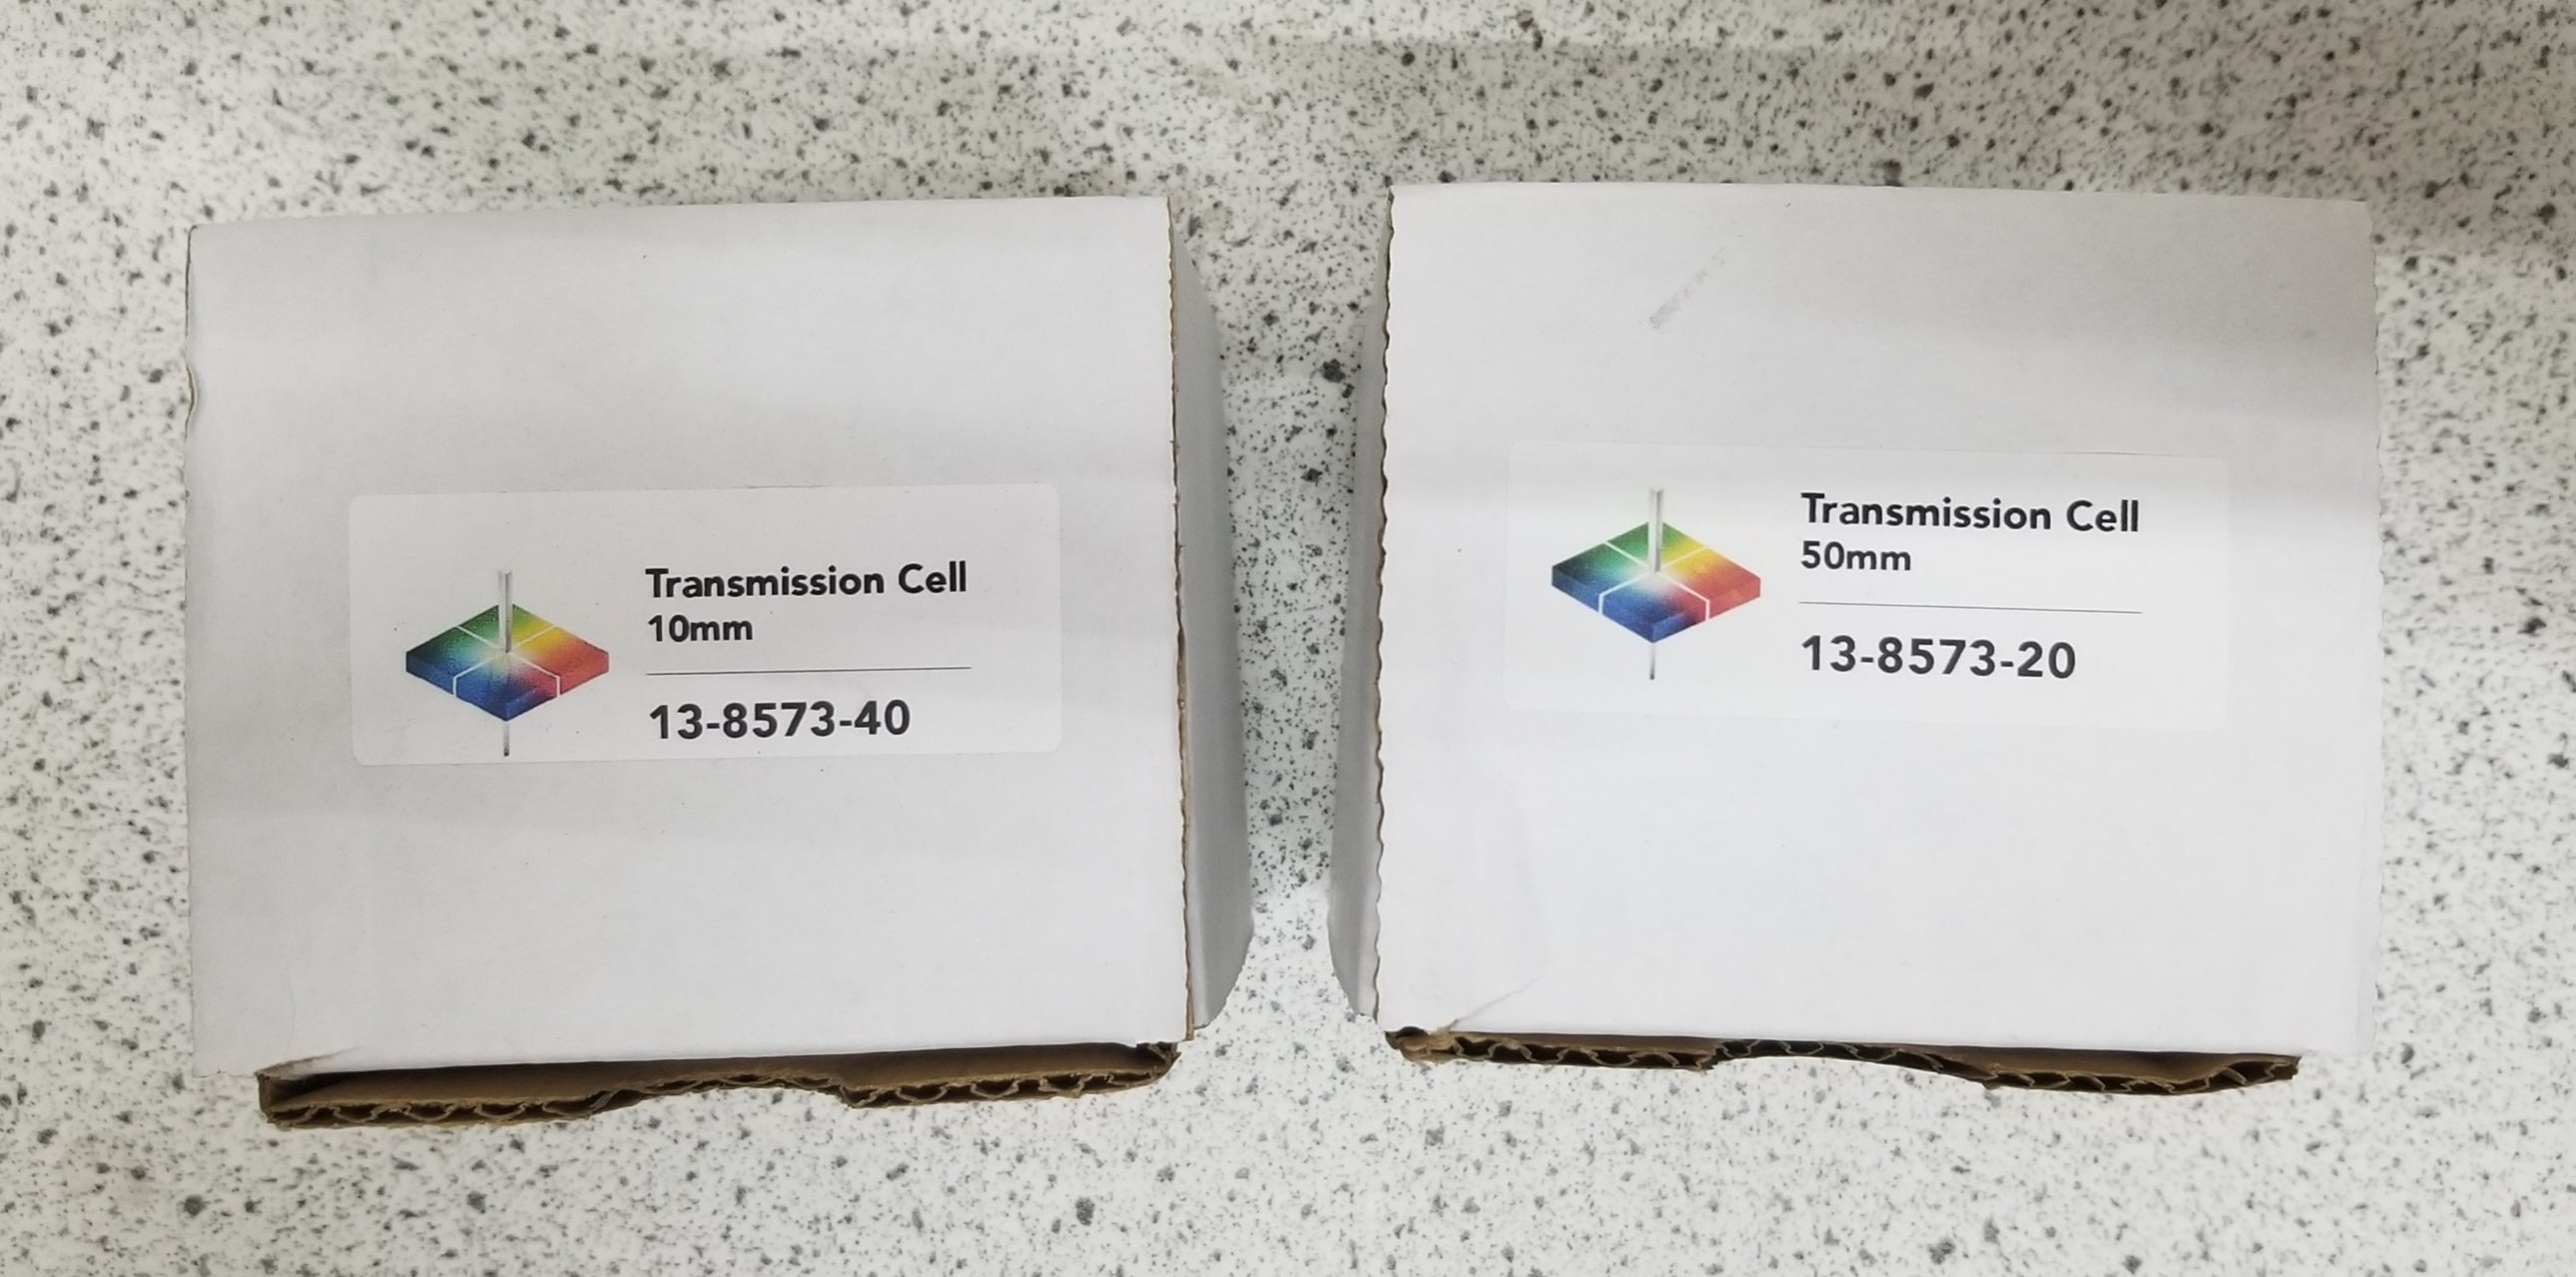 Transmission Cell
10mm
13-8573-40
Transmission Cell
50mm
13-8573-20